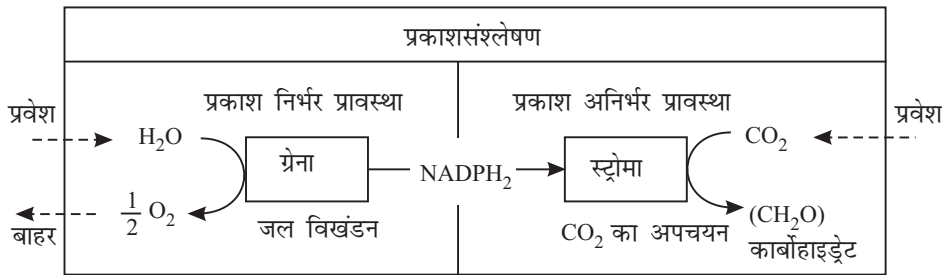 प्रकाशसंश्लेषण
प्रकाश निर्भर प्रावस्था
प्रकाश अनिर्भर प्रावस्था
प्रवेश
H₂O
ग्रेना
NADPH₂
स्ट्रोमा
CO₂
प्रवेश
बाहर
1/2 O₂
जल विखंडन
CO₂ का अपचयन
(CH₂O)
कार्बोहाइड्रेट